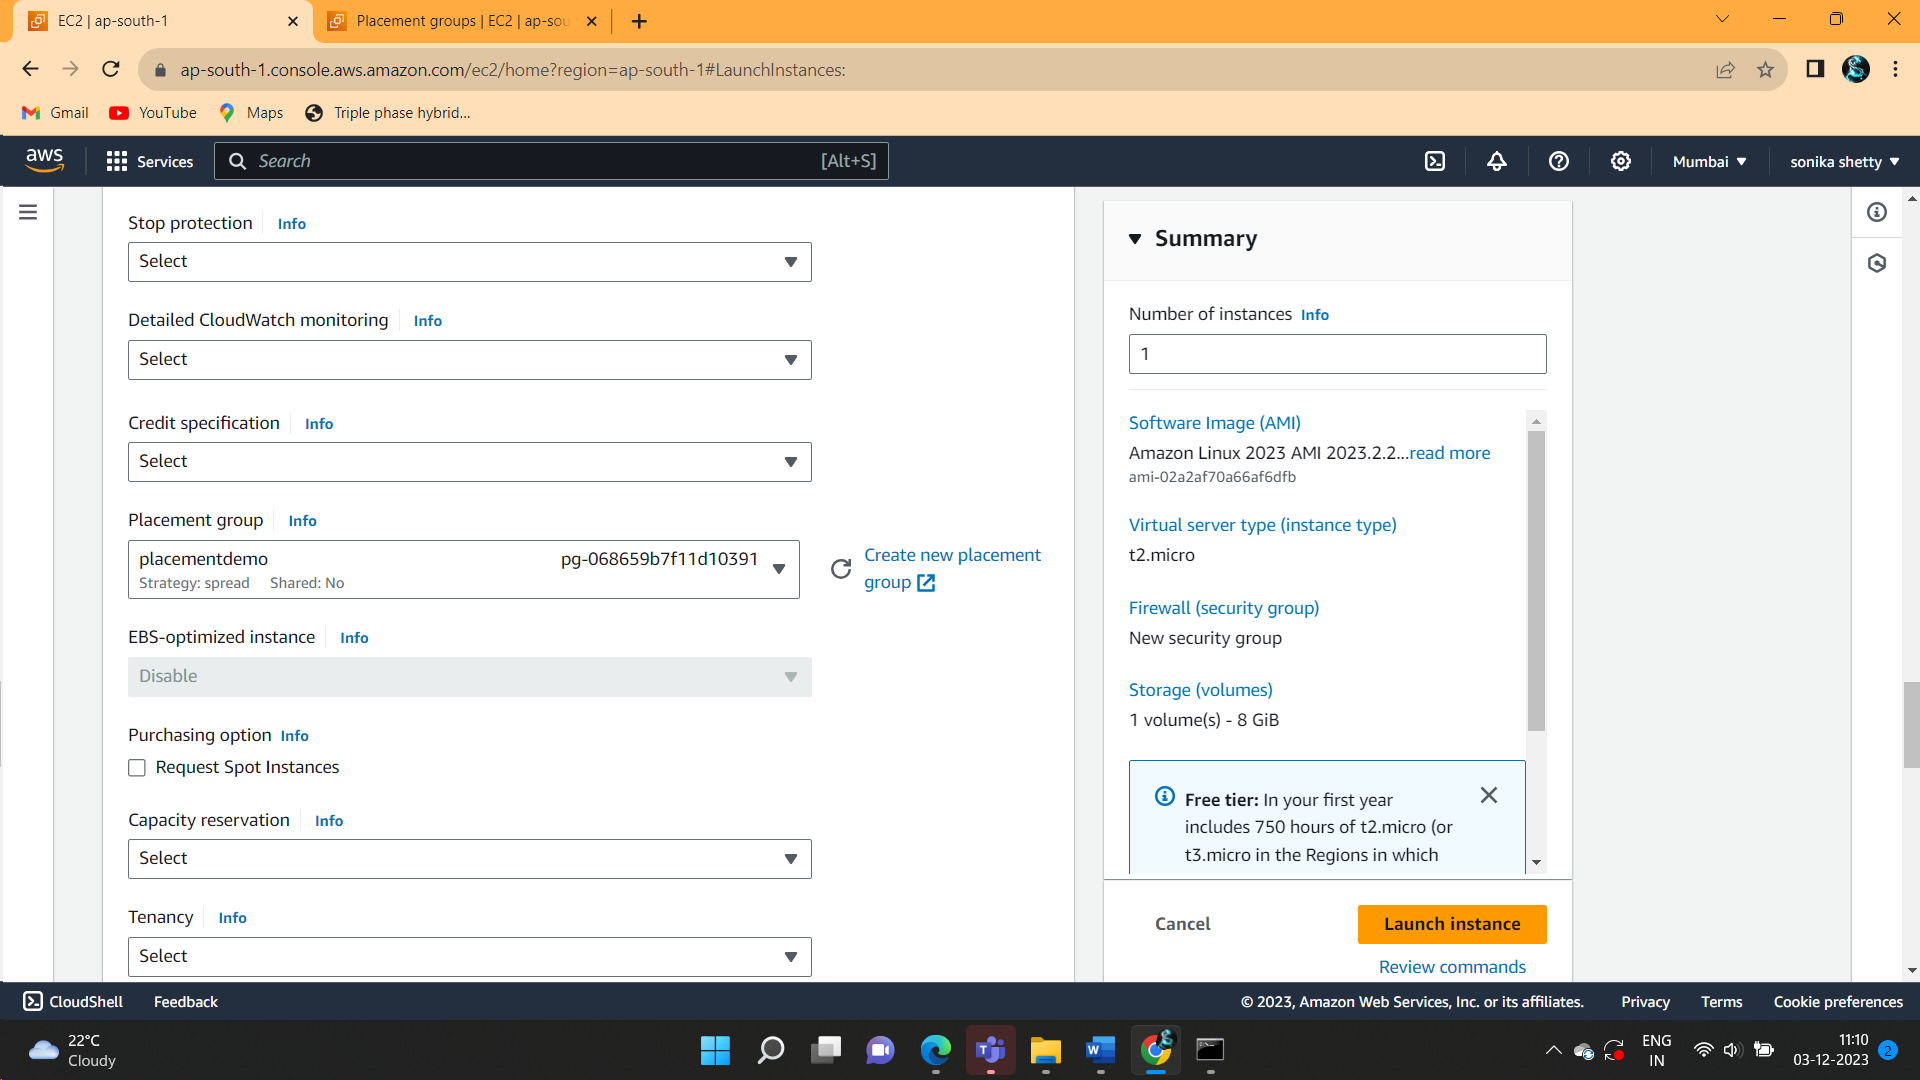 EC2 | ap-south-1
Placement groups | EC2 | ap-sou
ap-south-1.console.aws.amazon.com/ec2/home?region=ap-south-1#LaunchInstances:
Gmail
YouTube
Maps
Triple phase hybrid...
aws
Services
Search
[Alt+S]
Mumbai
sonika shetty
Stop protection
Info
Select
Detailed CloudWatch monitoring
Info
Select
Credit specification
Info
Select
Placement group
Info
placementdemo
pg-068659b7f11d10391
Strategy: spread
Shared: No
Create new placement
group
EBS-optimized instance
Info
Disable
Purchasing option
Info
Request Spot Instances
Capacity reservation
Info
Select
Tenancy
Info
Select
Summary
Number of instances
Info
1
Software Image (AMI)
Amazon Linux 2023 AMI 2023.2.2...read more
ami-02a2af70a66af6dfb
Virtual server type (instance type)
t2.micro
Firewall (security group)
New security group
Storage (volumes)
1 volume(s) - 8 GiB
Free tier: In your first year
includes 750 hours of t2.micro (or
t3.micro in the Regions in which
Cancel
Launch instance
Review commands
CloudShell
Feedback
© 2023, Amazon Web Services, Inc. or its affiliates.
Privacy
Terms
Cookie preferences
22°C
Cloudy
ENG
IN
11:10
03-12-2023
2